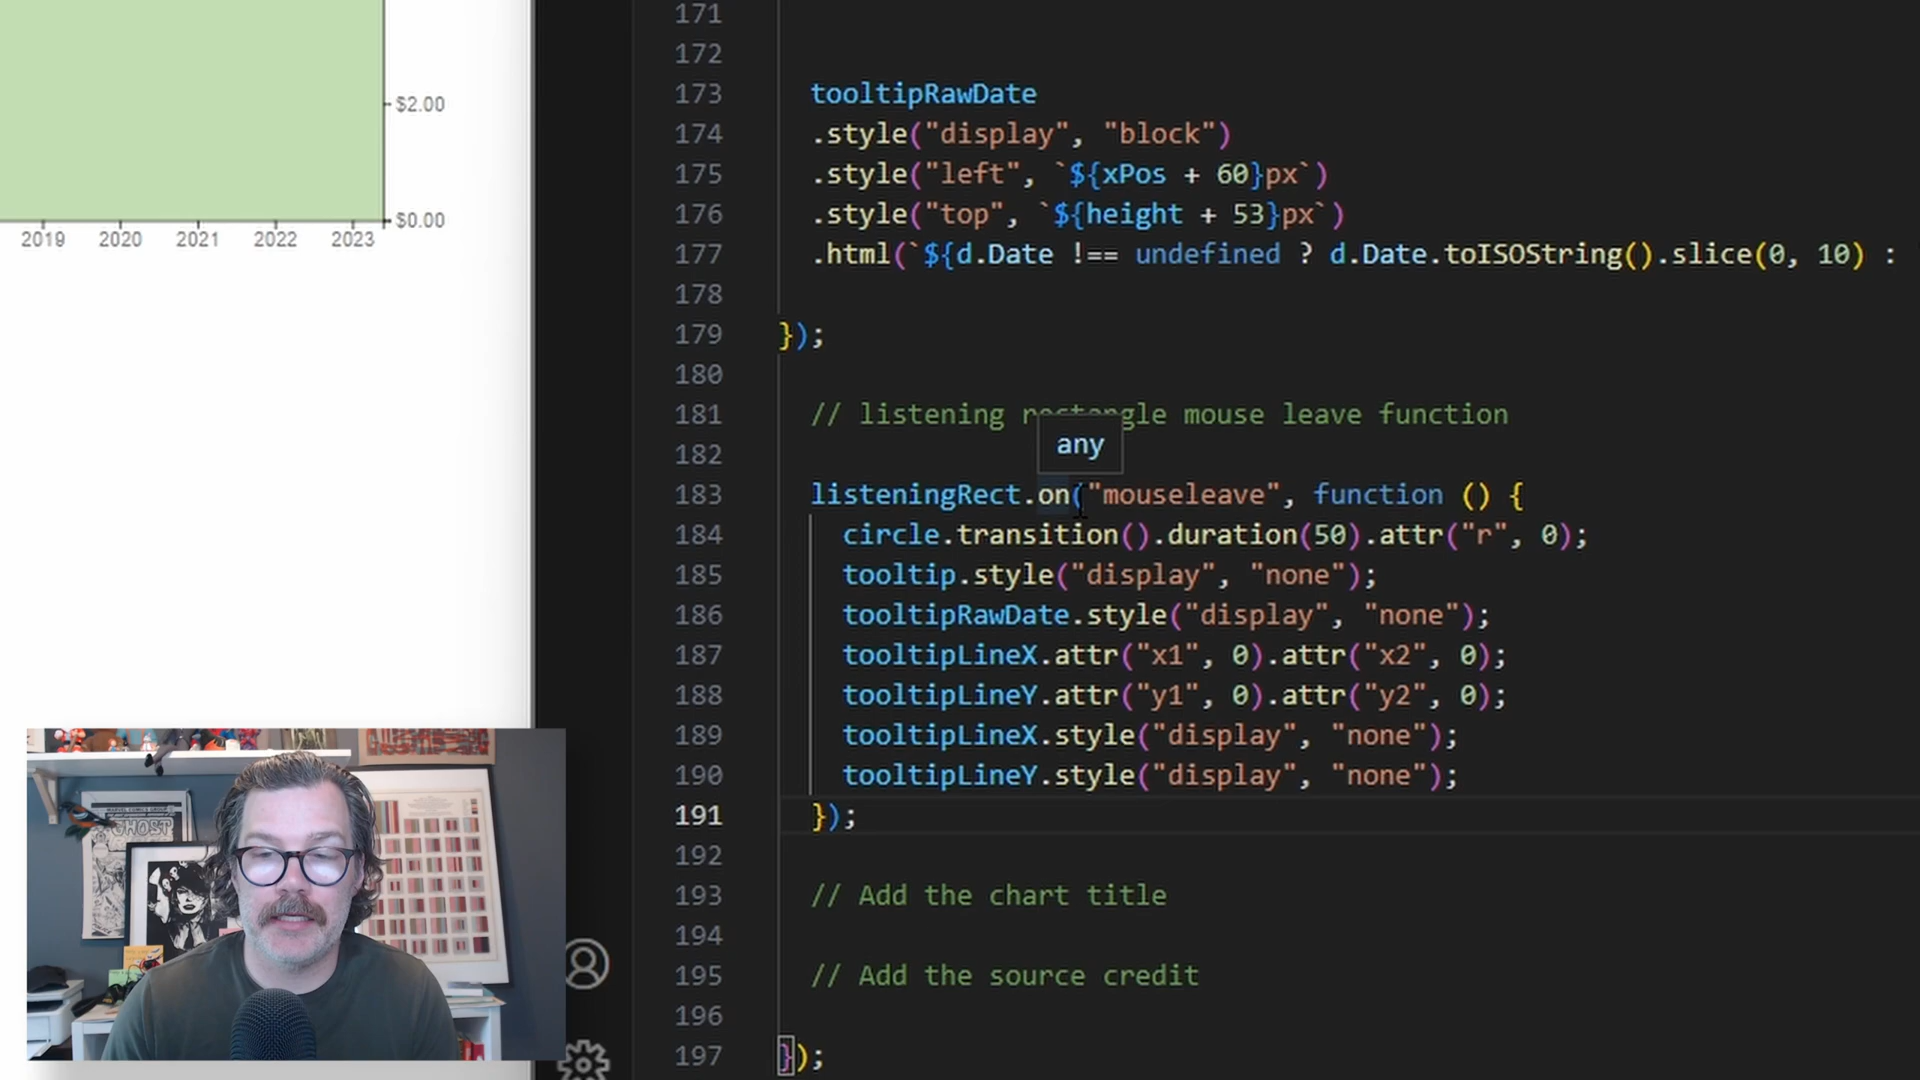 $2.00
$0.00
2019 2020 2021 2022 2023
171
172
173 tooltipRawDate
174 .style("display", "block")
175 .style("left", `${xPos + 60}px`)
176 .style("top", `${height + 53}px`)
177 .html(`${d.Date !== undefined ? d.Date.toISOString().slice(0, 10) :
178
179 });
180
181 // listening rectangle mouse leave function
any
182
183 listeningRect.on("mouseleave", function () {
184 circle.transition().duration(50).attr("r", 0);
185 tooltip.style("display", "none");
186 tooltipRawDate.style("display", "none");
187 tooltipLineX.attr("x1", 0).attr("x2", 0);
188 tooltipLineY.attr("y1", 0).attr("y2", 0);
189 tooltipLineX.style("display", "none");
190 tooltipLineY.style("display", "none");
191 });
192
193 // Add the chart title
194
195 // Add the source credit
196
197 });
GHOST